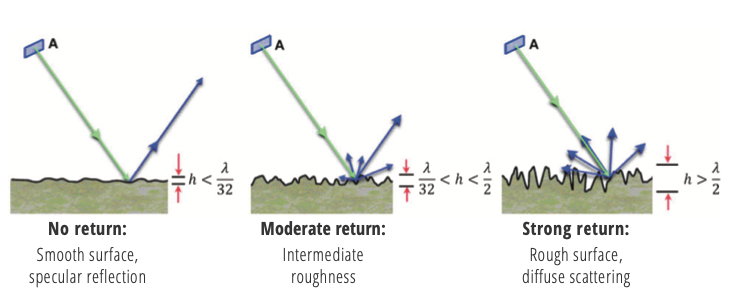 A
A
A
h < λ/32
λ/32 < h < λ/2
h > λ/2
No return:
Smooth surface,
specular reflection
Moderate return:
Intermediate
roughness
Strong return:
Rough surface,
diffuse scattering